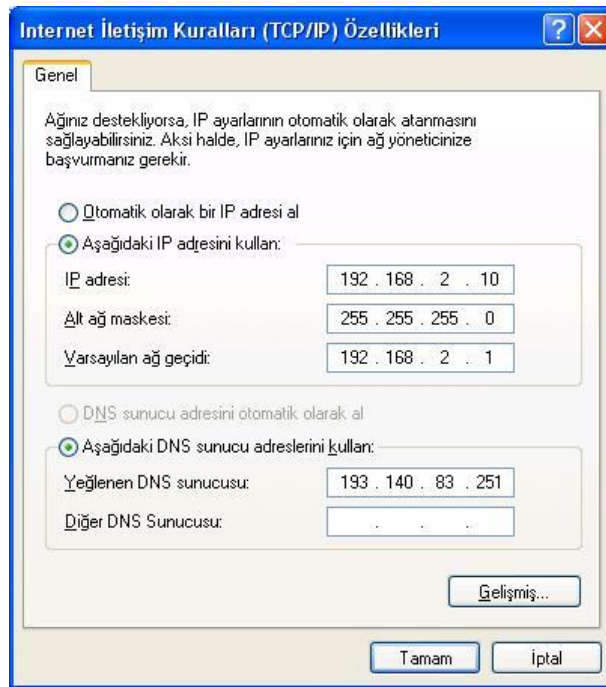 Internet İletişim Kuralları (TCP/IP) Özellikleri
Genel
Ağınız destekliyorsa, IP ayarlarının otomatik olarak atanmasını
sağlayabilirsiniz. Aksi halde, IP ayarlarınız için ağ yöneticinize
başvurmanız gerekir.
Otomatik olarak bir IP adresi al
Aşağıdaki IP adresini kullan:
IP adresi: 192 . 168 . 2 . 10
Alt ağ maskesi: 255 . 255 . 255 . 0
Varsayılan ağ geçidi: 192 . 168 . 2 . 1
DNS sunucu adresini otomatik olarak al
Aşağıdaki DNS sunucu adreslerini kullan:
Yeğlenen DNS sunucusu: 193 . 140 . 83 . 251
Diğer DNS Sunucusu: . . .
Gelişmiş...
Tamam İptal